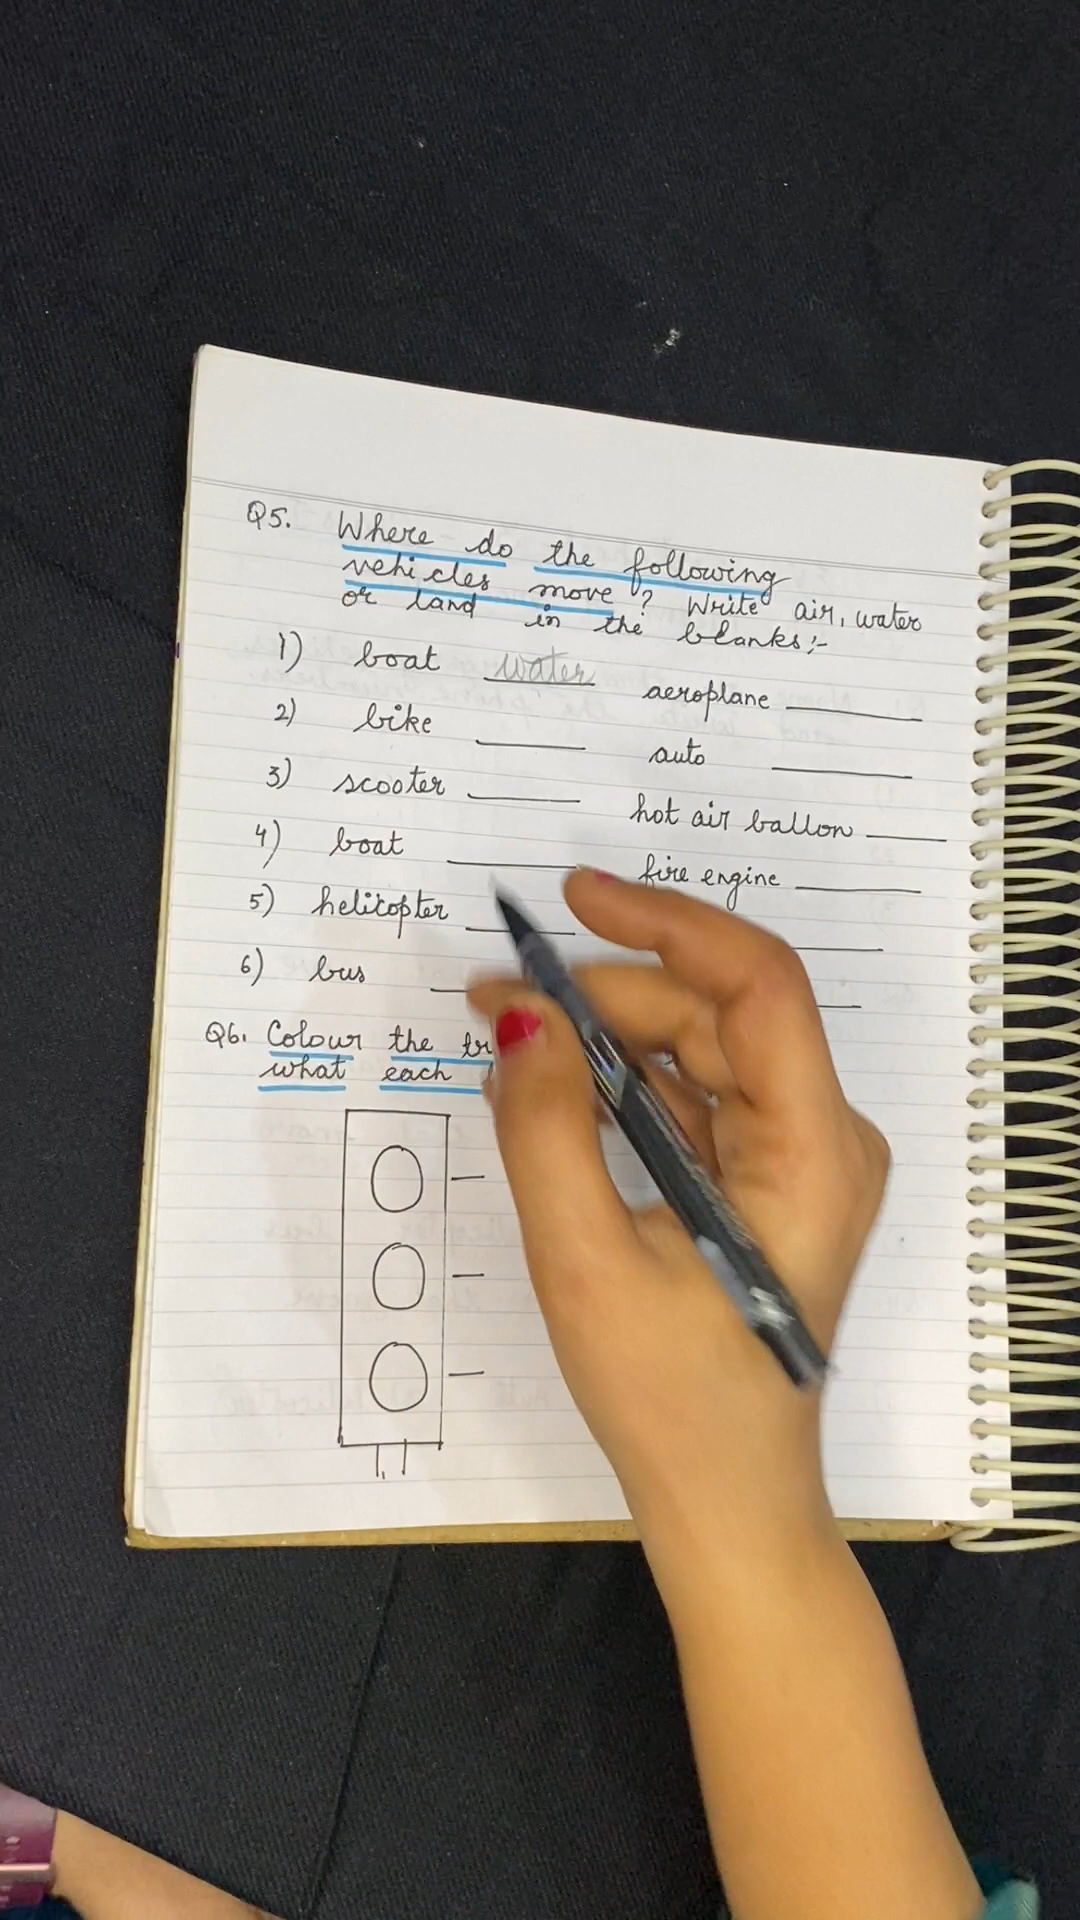 Q5. Where do the following
vehicles move? Write air, water
or land in the blanks:-
1) boat water aeroplane
2) bike auto
3) scooter hot air ballon
4) boat fire engine
5) helicopter
6) bus
Q6. Colour the
what each